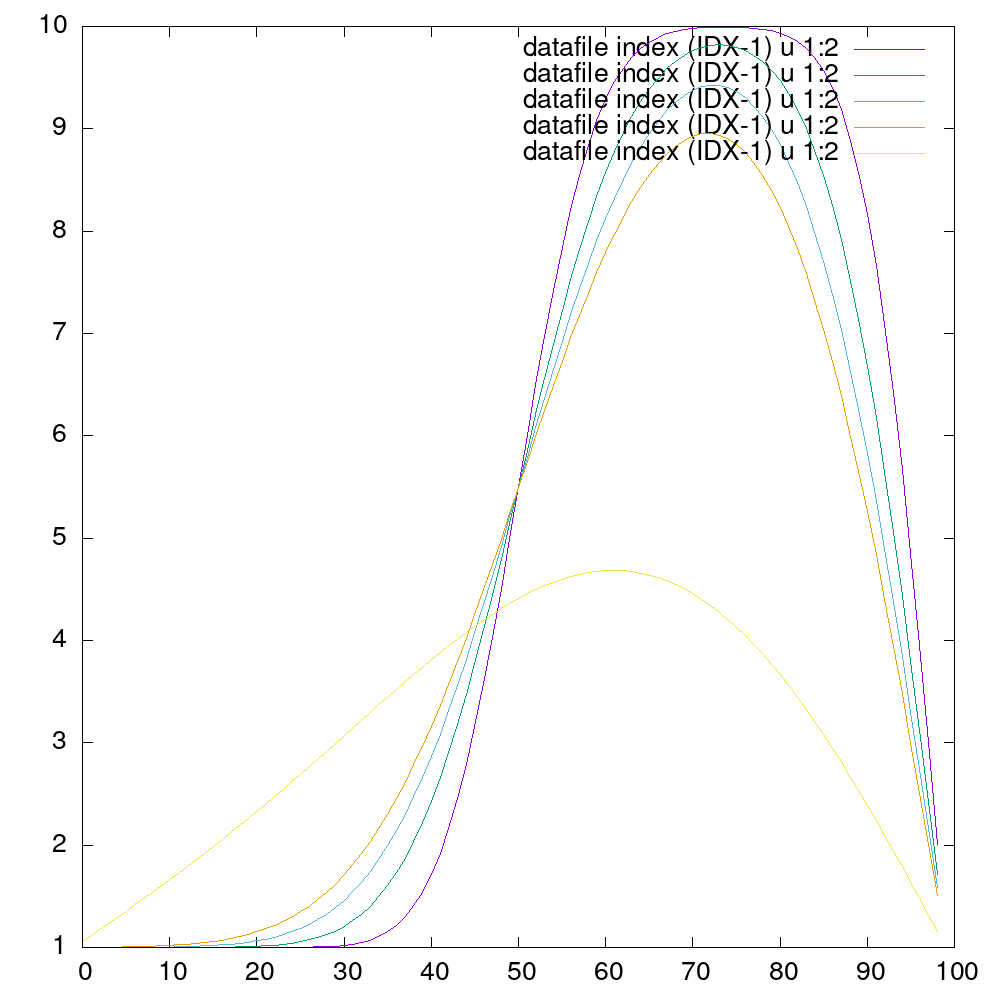 10
datafile index (IDX-1) u 1:2
datafile index (IDX-1) u 1:2
datafile index (IDX-1) u 1:2
datafile index (IDX-1) u 1:2
datafile index (IDX-1) u 1:2
9
8
7
6
5
4
3
2
1
0 10 20 30 40 50 60 70 80 90 100